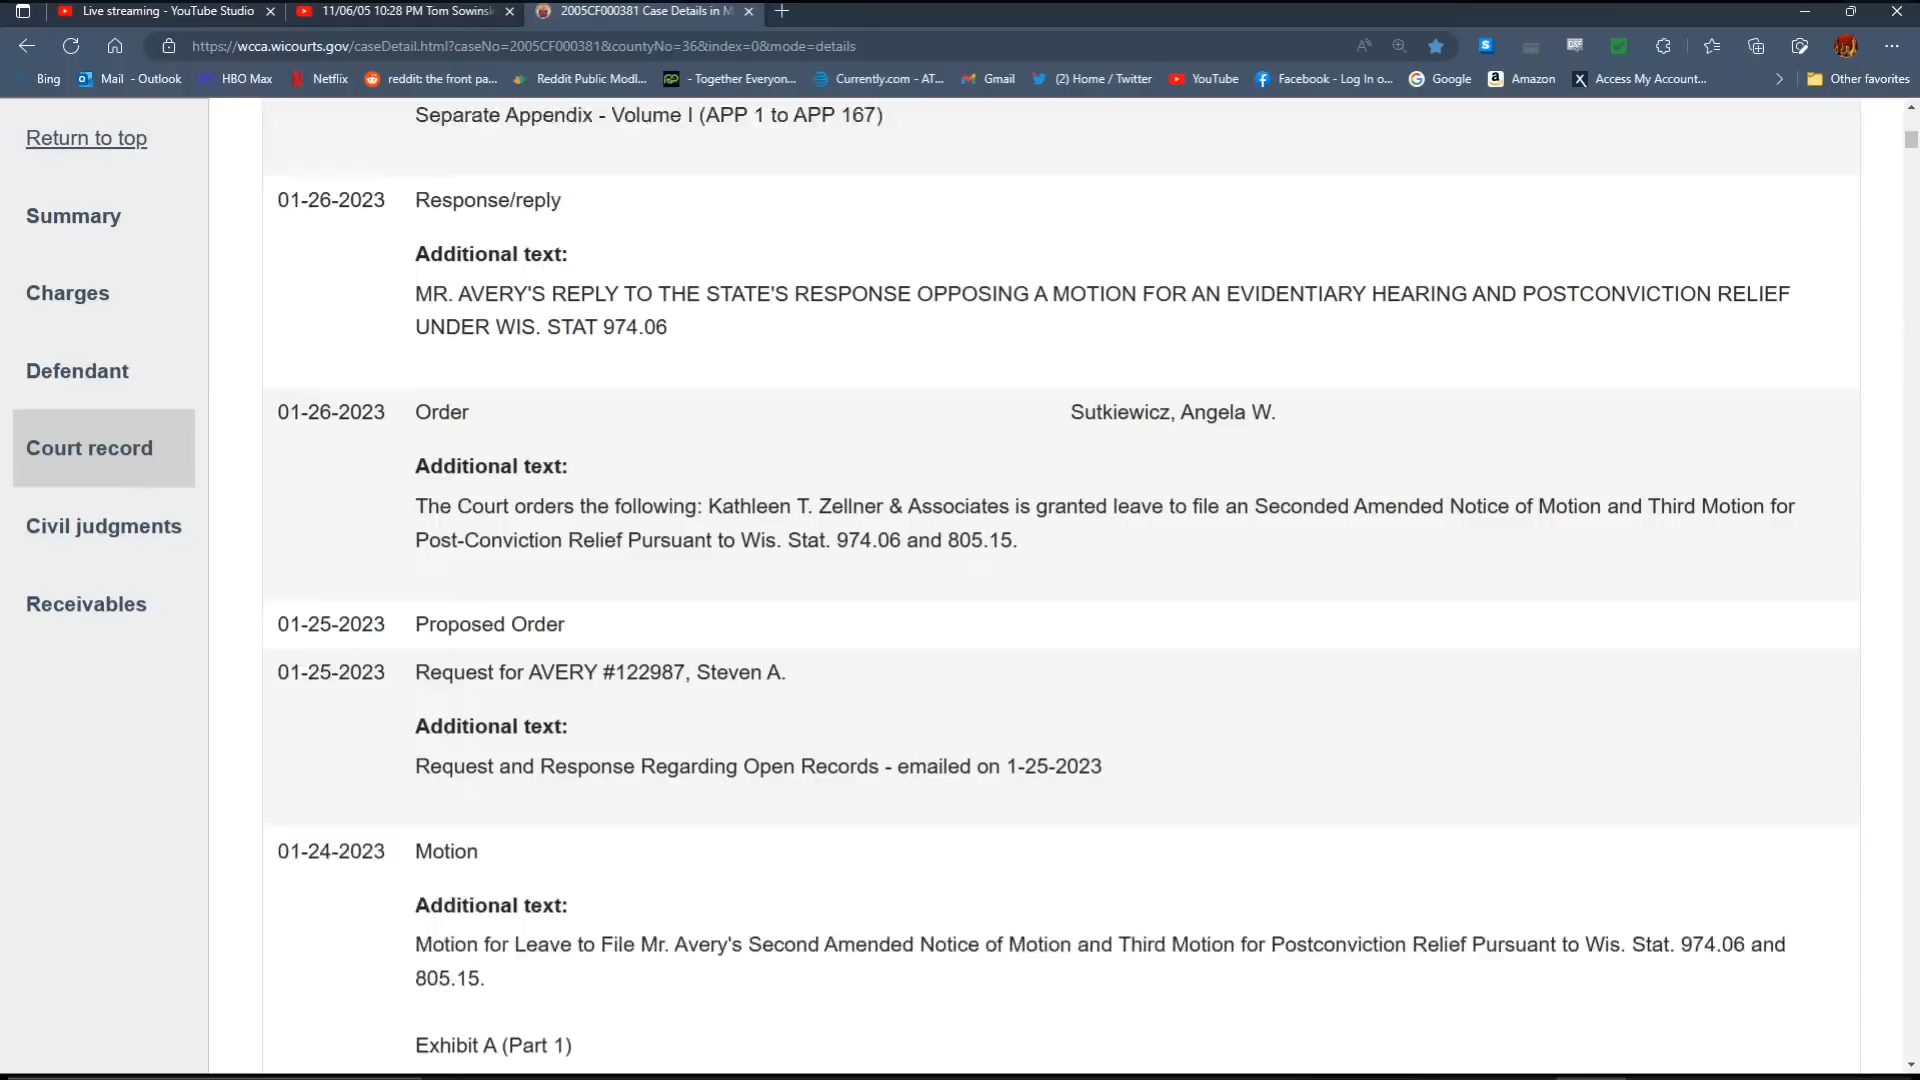 Live streaming - YouTube Studio
11/06/05 10:28 PM Tom Sowinsk
2005CF000381 Case Details in M
https://wcca.wicourts.gov/caseDetail.html?caseNo=2005CF000381&countyNo=36&index=0&mode=details
Bing
Mail - Outlook
HBO Max
Netflix
reddit: the front pa...
Reddit Public Modl...
- Together Everyon...
Currently.com - AT...
Gmail
(2) Home / Twitter
YouTube
Facebook - Log In o...
Google
Amazon
Access My Account...
Other favorites
Return to top
Summary
Charges
Defendant
Court record
Civil judgments
Receivables
Separate Appendix - Volume I (APP 1 to APP 167)
01-26-2023 Response/reply
Additional text:
MR. AVERY'S REPLY TO THE STATE'S RESPONSE OPPOSING A MOTION FOR AN EVIDENTIARY HEARING AND POSTCONVICTION RELIEF
UNDER WIS. STAT 974.06
01-26-2023 Order Sutkiewicz, Angela W.
Additional text:
The Court orders the following: Kathleen T. Zellner & Associates is granted leave to file an Seconded Amended Notice of Motion and Third Motion for
Post-Conviction Relief Pursuant to Wis. Stat. 974.06 and 805.15.
01-25-2023 Proposed Order
01-25-2023 Request for AVERY #122987, Steven A.
Additional text:
Request and Response Regarding Open Records - emailed on 1-25-2023
01-24-2023 Motion
Additional text:
Motion for Leave to File Mr. Avery's Second Amended Notice of Motion and Third Motion for Postconviction Relief Pursuant to Wis. Stat. 974.06 and
805.15.
Exhibit A (Part 1)